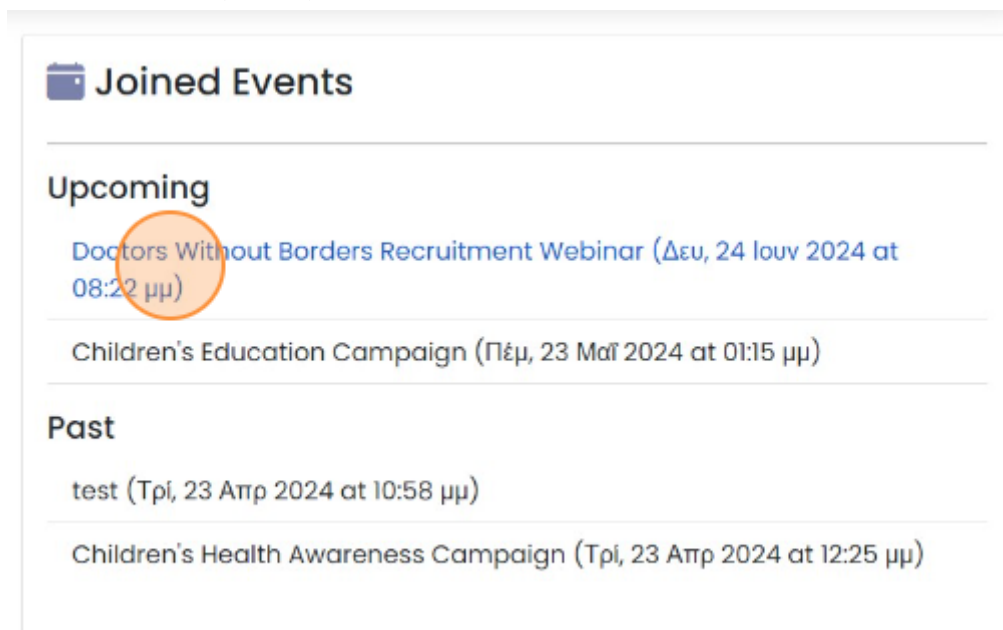 Joined Events
Upcoming
Doctors Without Borders Recruitment Webinar (Δευ, 24 Ιουν 2024 at
08:22 μμ)
Children's Education Campaign (Πέμ, 23 Μαΐ 2024 at 01:15 μμ)
Past
test (Τρί, 23 Απρ 2024 at 10:58 μμ)
Children's Health Awareness Campaign (Τρί, 23 Απρ 2024 at 12:25 μμ)